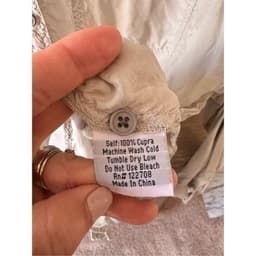 Self: 100% Cupra
Machine Wash Cold
Tumble Dry Low
Do Not Use Bleach
Rn# 122708
Made In China